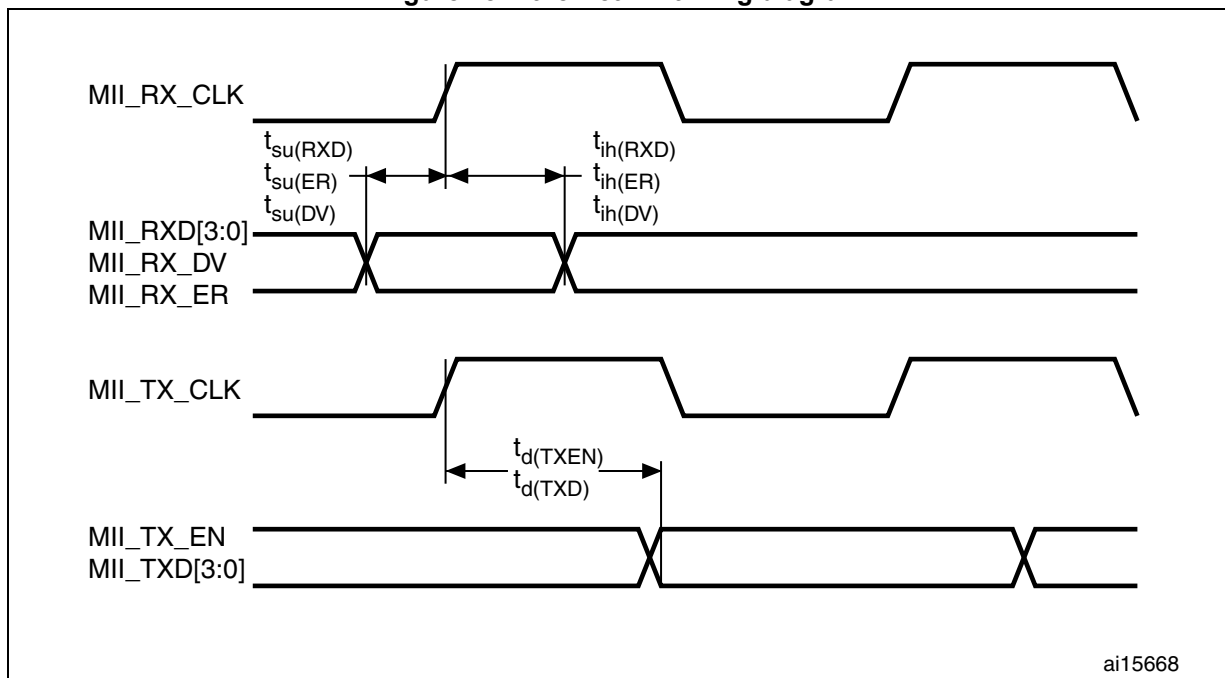 MII_RX_CLK
tsu(RXD)
tsu(ER)
tsu(DV)
tih(RXD)
tih(ER)
tih(DV)
MII_RXD[3:0]
MII_RX_DV
MII_RX_ER
MII_TX_CLK
td(TXEN)
td(TXD)
MII_TX_EN
MII_TXD[3:0]
ai15668